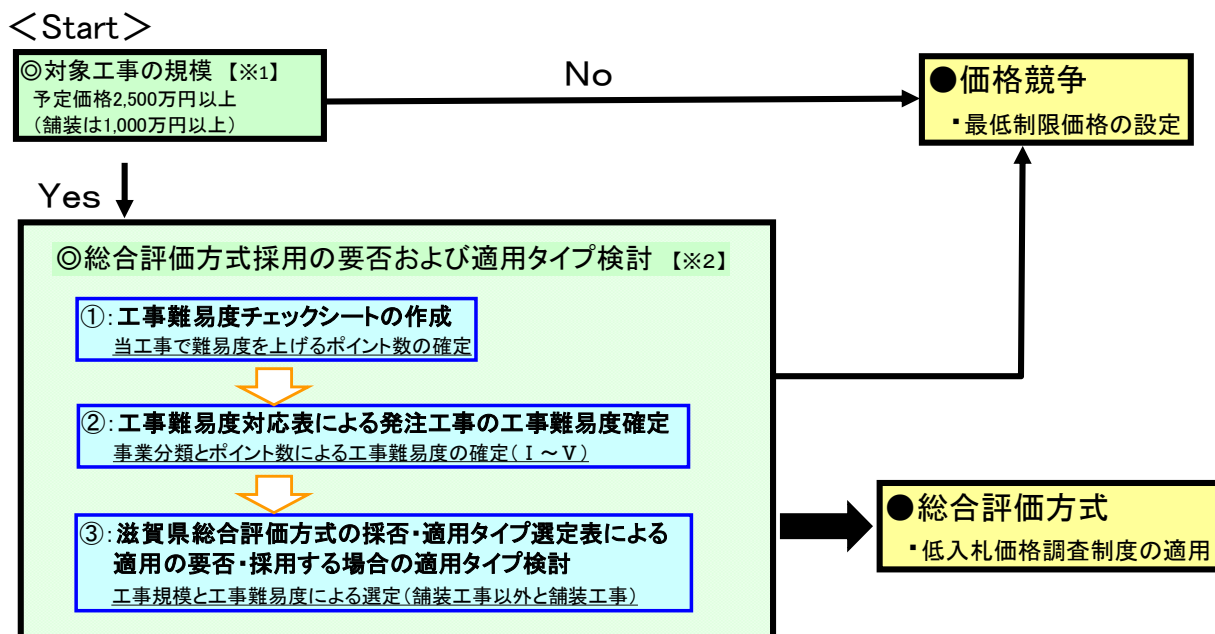 ＜Start＞
◎対象工事の規模 【※1】
予定価格2,500万円以上
（舗装は1,000万円以上）
No
●価格競争
・最低制限価格の設定
Yes
◎総合評価方式採用の要否および適用タイプ検討 【※2】
①：工事難易度チェックシートの作成
当工事で難易度を上げるポイント数の確定
②：工事難易度対応表による発注工事の工事難易度確定
事業分類とポイント数による工事難易度の確定（Ⅰ～Ⅴ）
③：滋賀県総合評価方式の採否・適用タイプ選定表による
適用の要否・採用する場合の適用タイプ検討
工事規模と工事難易度による選定（舗装工事以外と舗装工事）
●総合評価方式
・低入札価格調査制度の適用